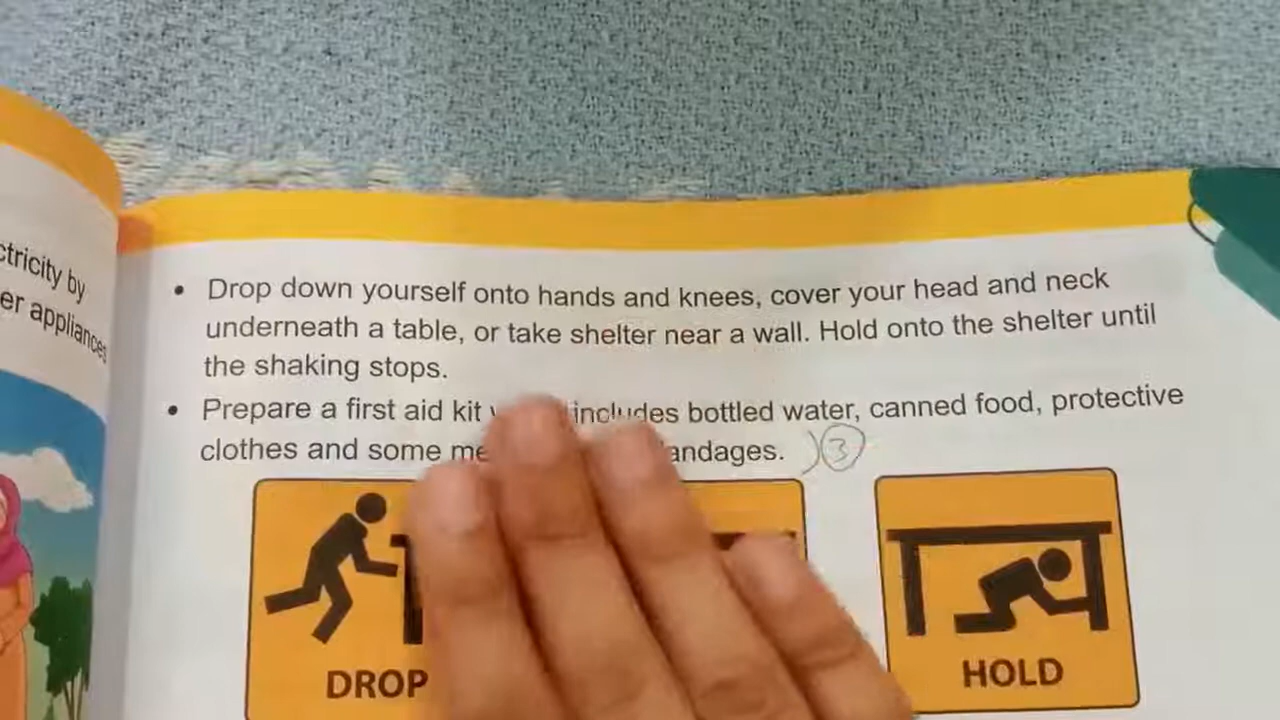 ctricity by
er appliances
• Drop down yourself onto hands and knees, cover your head and neck
underneath a table, or take shelter near a wall. Hold onto the shelter until
the shaking stops.
• Prepare a first aid kit includes bottled water, canned food, protective
clothes and some andages. ) 3
DROP
HOLD